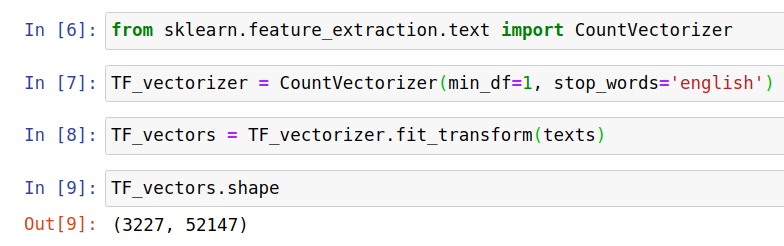 In [6]: from sklearn.feature_extraction.text import CountVectorizer
In [7]: TF_vectorizer = CountVectorizer(min_df=1, stop_words='english')
In [8]: TF_vectors = TF_vectorizer.fit_transform(texts)
In [9]: TF_vectors.shape
Out[9]: (3227, 52147)